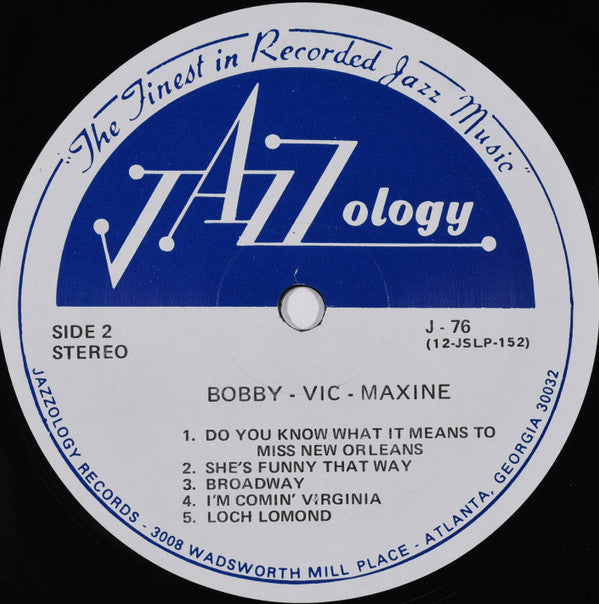 "The Finest in Recorded Jazz Music"
JAZZology
SIDE 2
STEREO
J - 76
(12-JSLP-152)
BOBBY - VIC - MAXINE
1. DO YOU KNOW WHAT IT MEANS TO
MISS NEW ORLEANS
2. SHE'S FUNNY THAT WAY
3. BROADWAY
4. I'M COMIN' VIRGINIA
5. LOCH LOMOND
JAZZOLOGY RECORDS - 3008 WADSWORTH MILL PLACE - ATLANTA, GEORGIA 30032